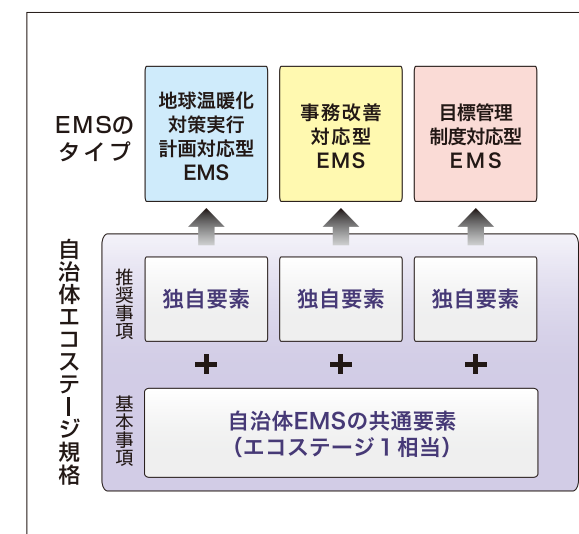 EMSの
タイプ
地球温暖化
対策実行
計画対応型
EMS
事務改善
対応型
EMS
目標管理
制度対応型
EMS
自治体エコステージ規格
推奨事項
独自要素
独自要素
独自要素
+
+
+
基本事項
自治体EMSの共通要素
（エコステージ１相当）